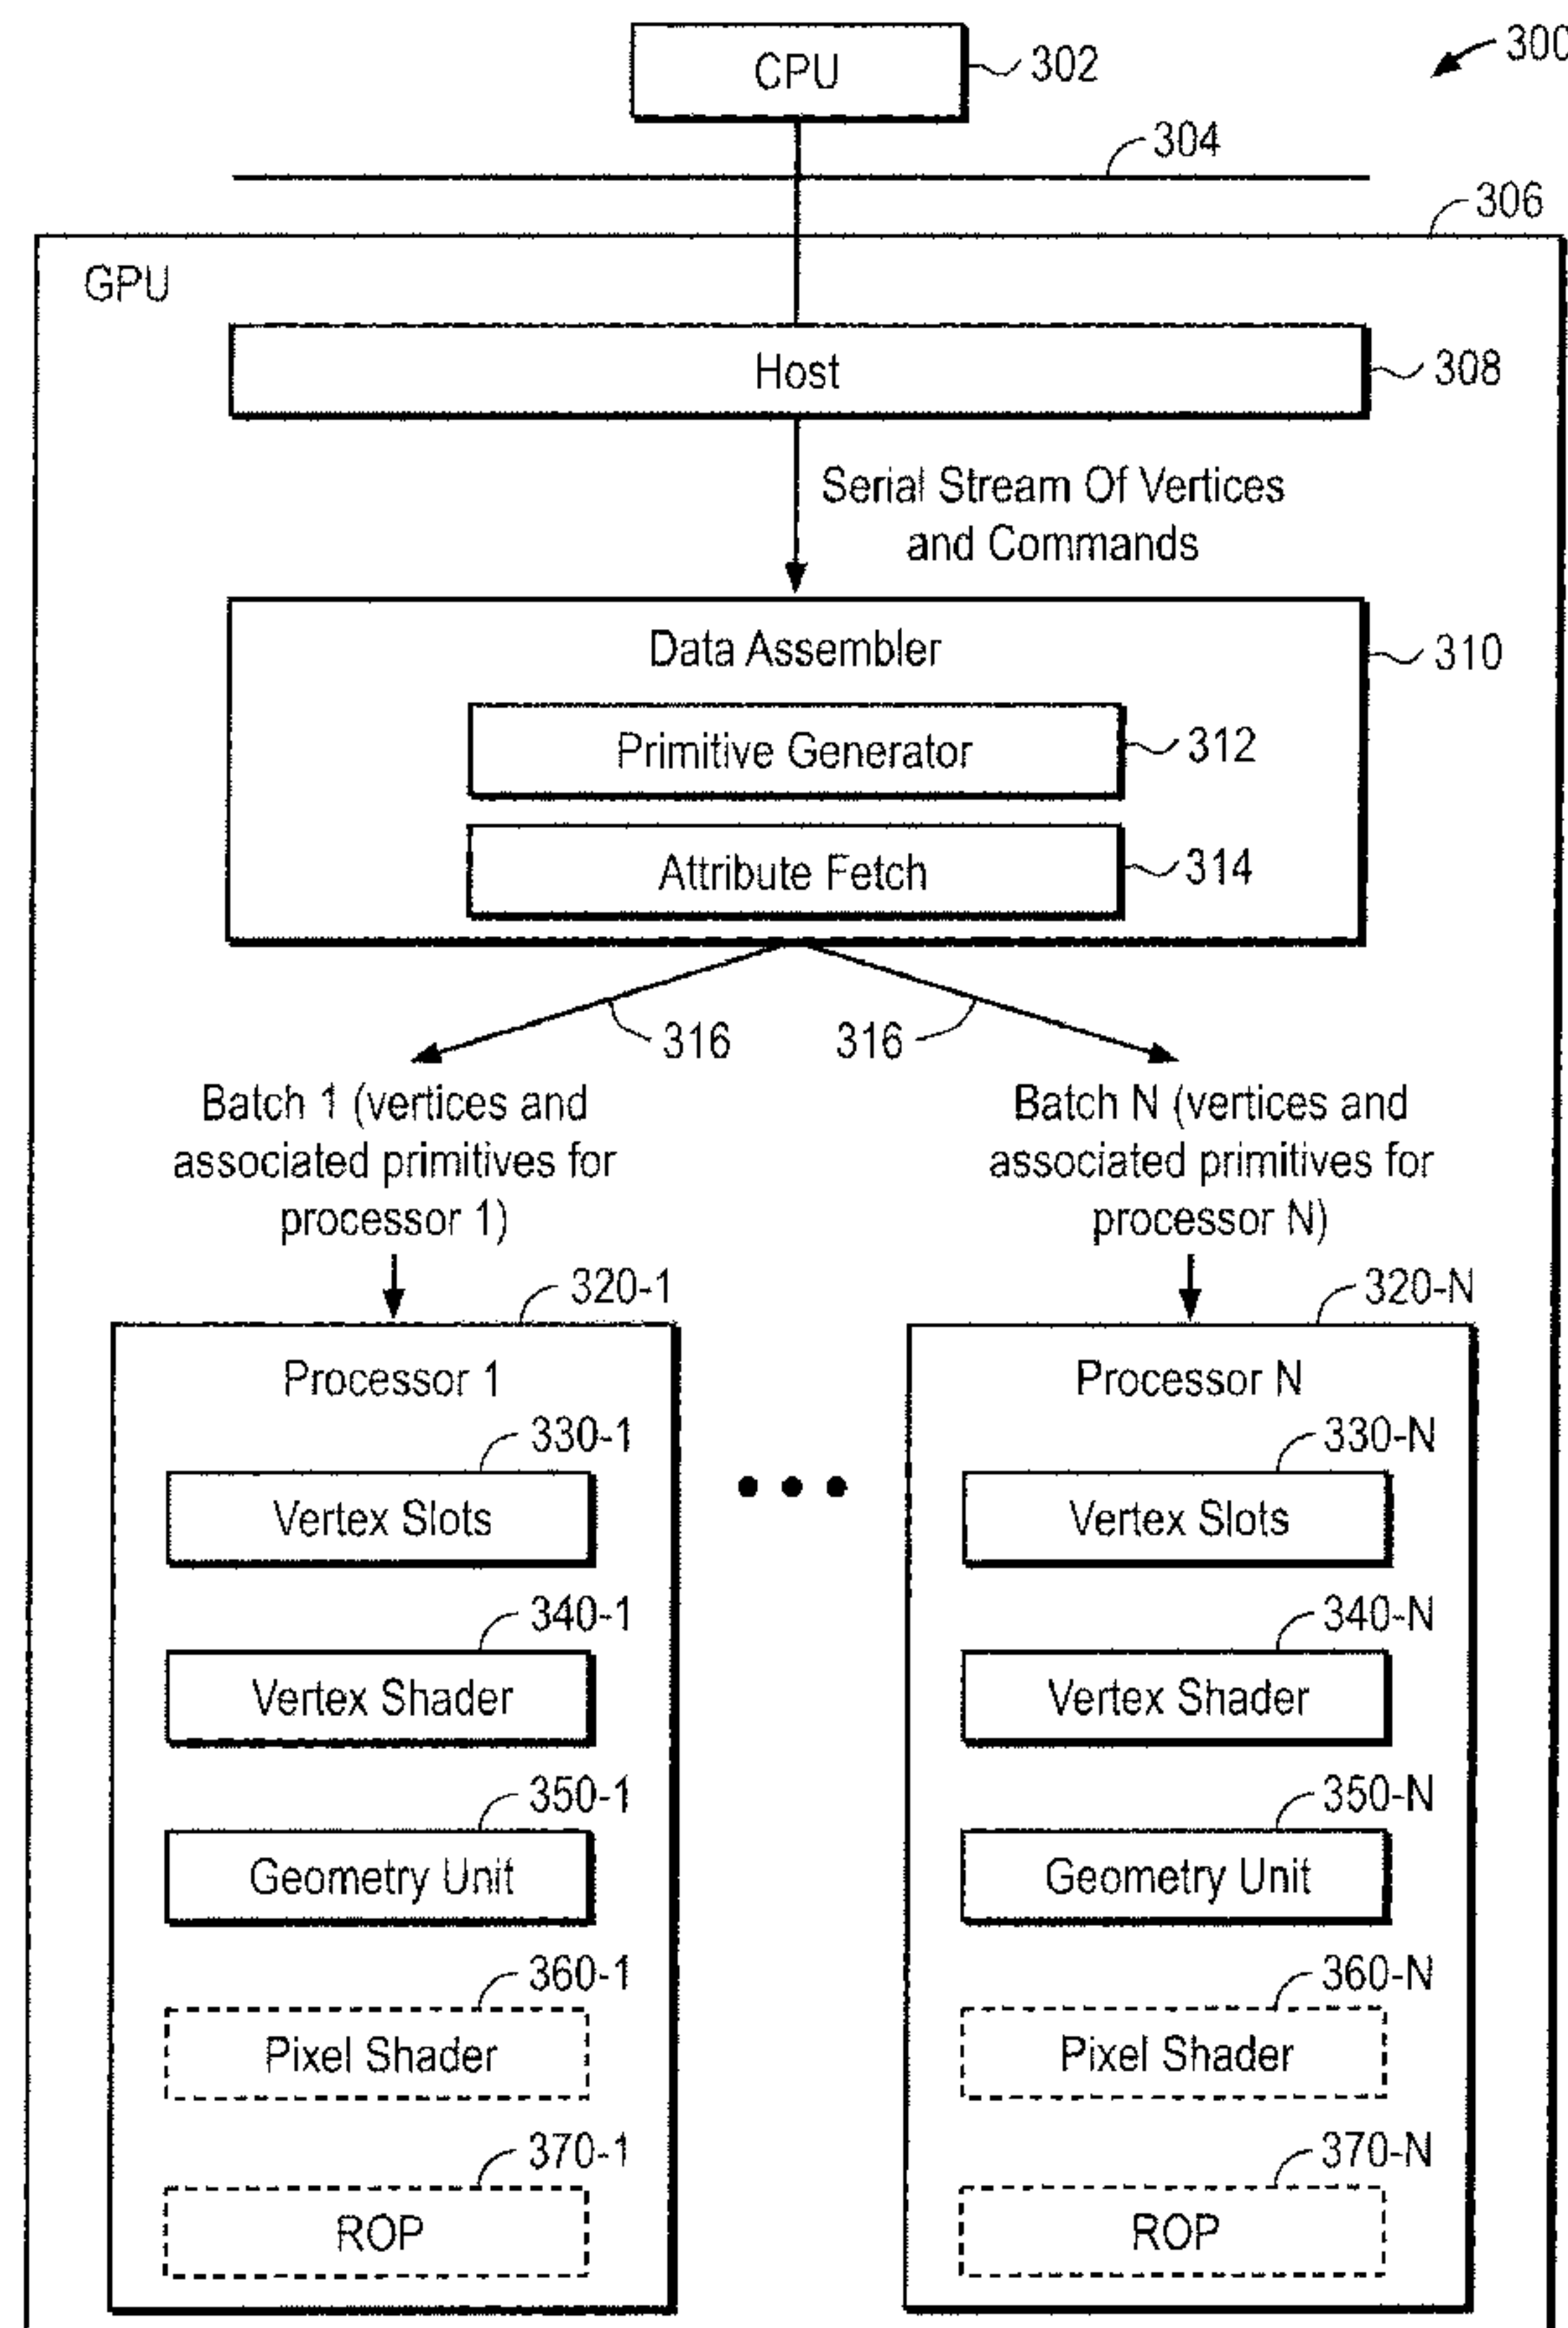 CPU
302
300
304
306
GPU
Host
308
Serial Stream Of Vertices
and Commands
Data Assembler
310
Primitive Generator
312
Attribute Fetch
314
316
316
Batch 1 (vertices and
associated primitives for
processor 1)
Batch N (vertices and
associated primitives for
processor N)
320-1
Processor 1
330-1
Vertex Slots
340-1
Vertex Shader
350-1
Geometry Unit
360-1
Pixel Shader
370-1
ROP
320-N
Processor N
330-N
Vertex Slots
340-N
Vertex Shader
350-N
Geometry Unit
360-N
Pixel Shader
370-N
ROP